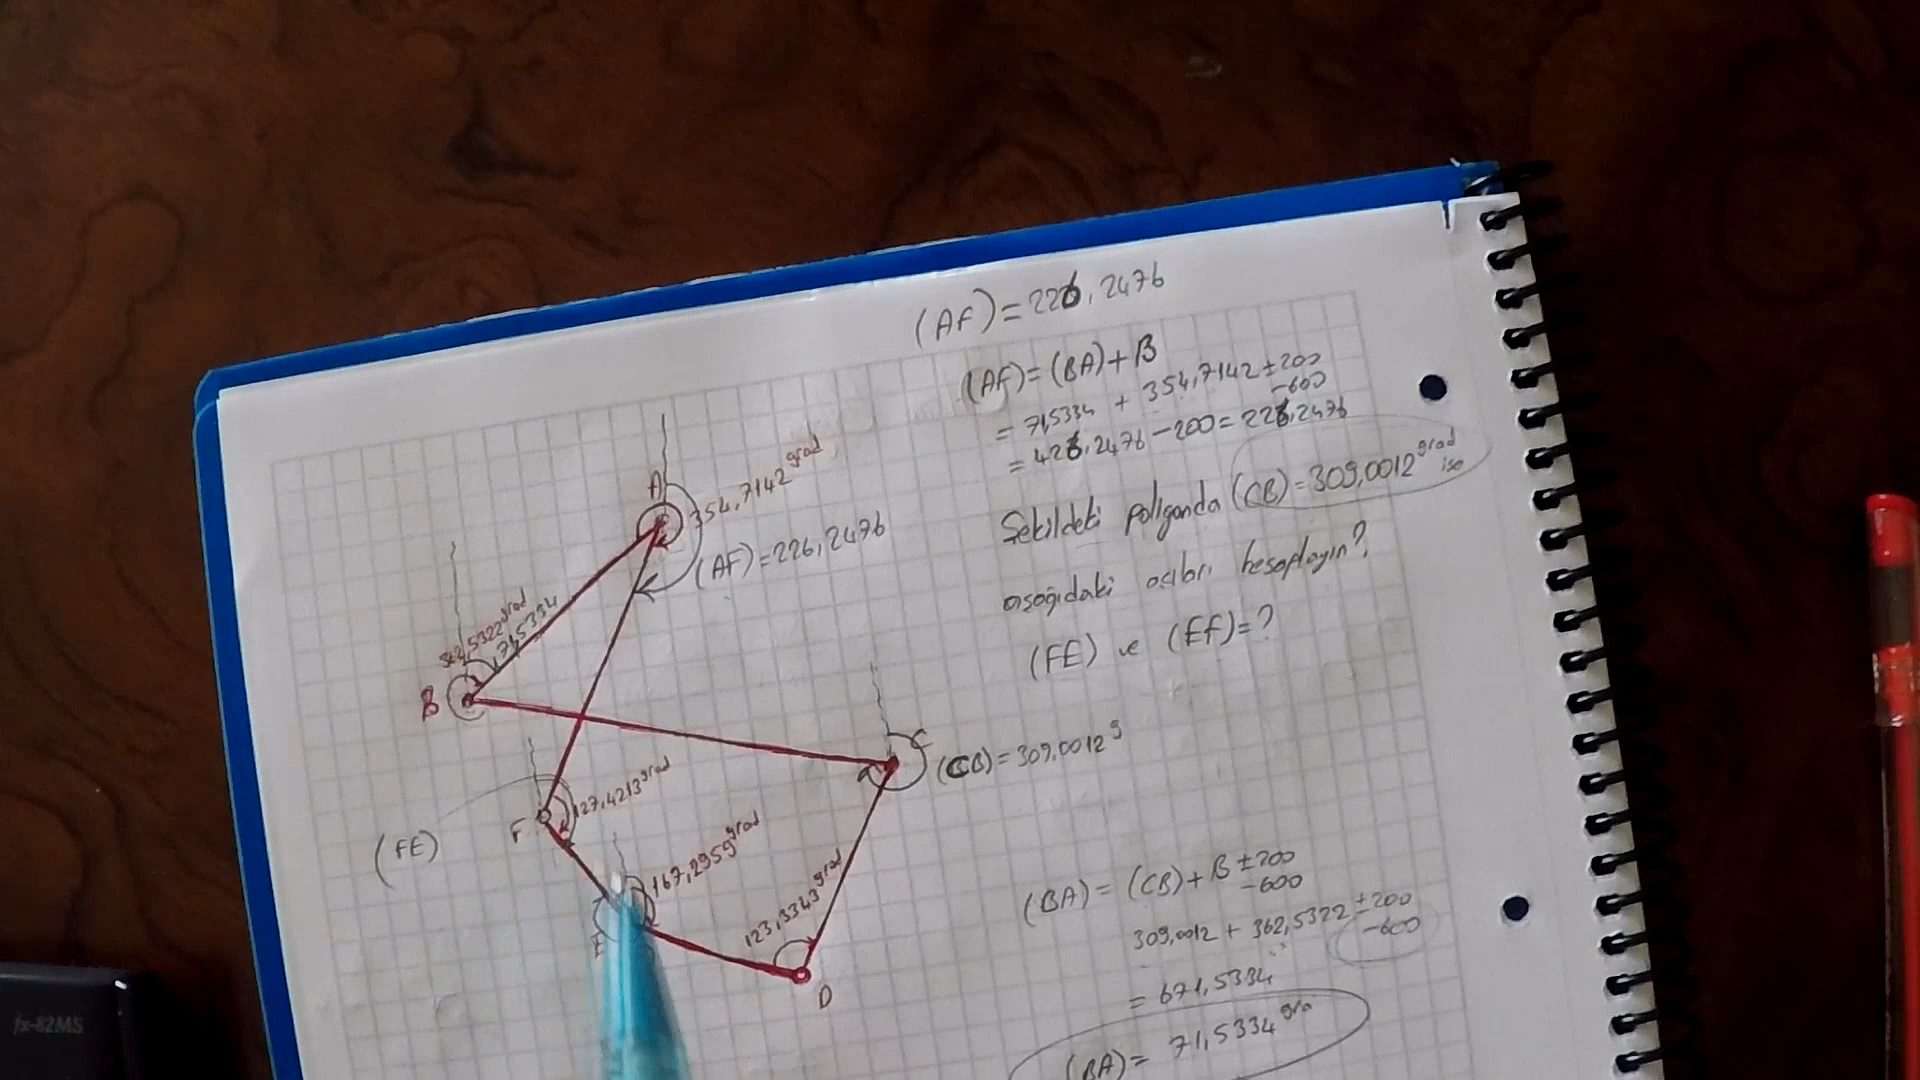 (AF)=226,2476
(AF)=(BA)+B
= 71,5334 + 354,7142 ±200
-600
= 426,2476-200=226,2476
Şekildeki poligonda (CB)=309,0012 grad ise
aşağıdaki açıları hesaplayın?
(FE) ve (EF)=?
A
354,7142 grad
(AF)=226,2476
362,5322 grad
71,5334
B
C
(CB)=309,0012 g
127,4213 grad
F
(FE)
167,2959 grad
E
123,3343 grad
D
(BA)= (CB)+B ±200
-600
309,0012 + 362,5322 ±200
-600
= 671,5334
(BA)= 71,5334 gra
fx-82MS